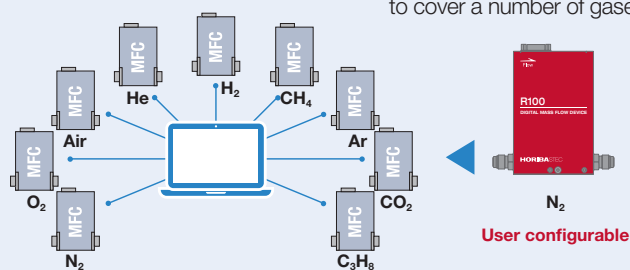 to cover a number of gase
MFC
He
MFC
H₂
MFC
CH₄
MFC
Air
MFC
Ar
MFC
O₂
MFC
CO₂
MFC
N₂
MFC
C₃H₈
Flow
R100
DIGITAL MASS FLOW DEVICE
HORIBASTEC
N₂
User configurable